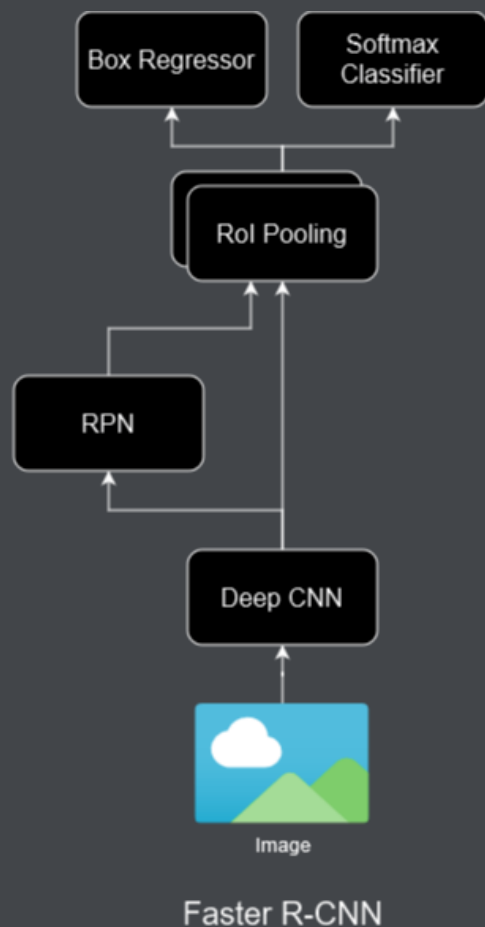 Box Regressor
Softmax
Classifier
RoI Pooling
RPN
Deep CNN
Image
Faster R-CNN